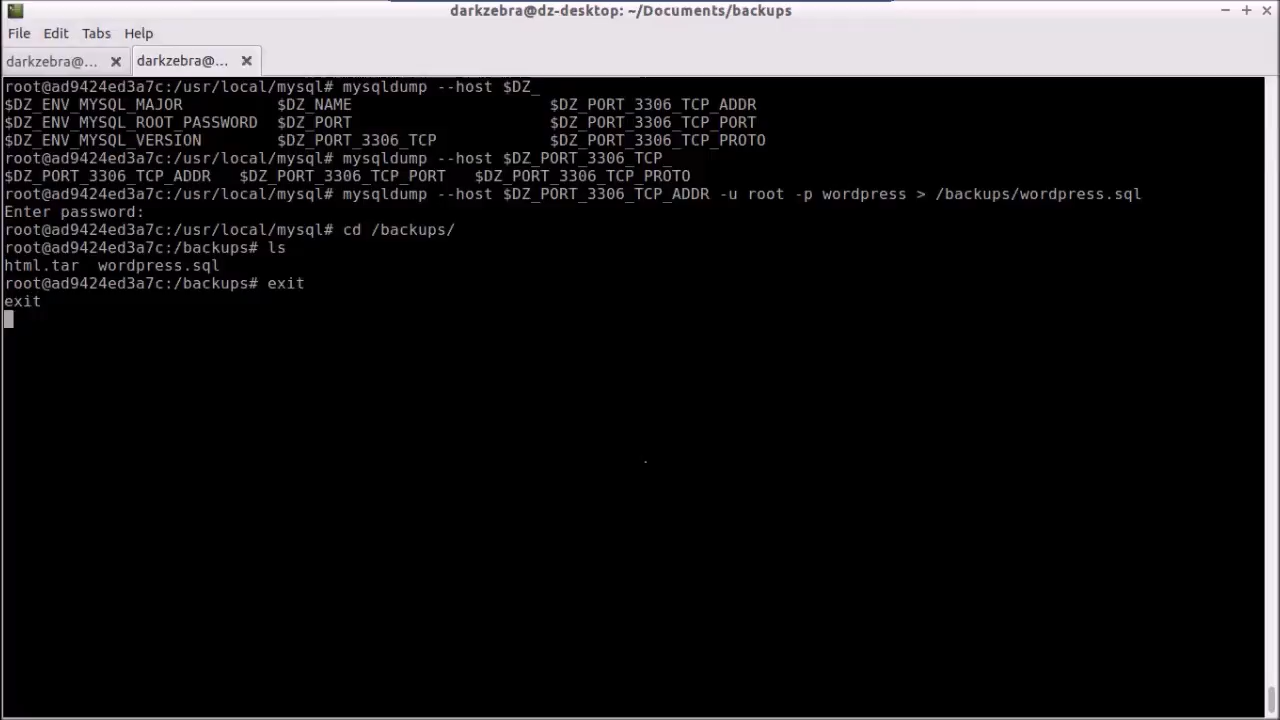 darkzebra@dz-desktop: ~/Documents/backups
File Edit Tabs Help
darkzebra@... darkzebra@...
root@ad9424ed3a7c:/usr/local/mysql# mysqldump --host $DZ_
$DZ_ENV_MYSQL_MAJOR $DZ_NAME $DZ_PORT_3306_TCP_ADDR
$DZ_ENV_MYSQL_ROOT_PASSWORD $DZ_PORT $DZ_PORT_3306_TCP_PORT
$DZ_ENV_MYSQL_VERSION $DZ_PORT_3306_TCP $DZ_PORT_3306_TCP_PROTO
root@ad9424ed3a7c:/usr/local/mysql# mysqldump --host $DZ_PORT_3306_TCP_
$DZ_PORT_3306_TCP_ADDR $DZ_PORT_3306_TCP_PORT $DZ_PORT_3306_TCP_PROTO
root@ad9424ed3a7c:/usr/local/mysql# mysqldump --host $DZ_PORT_3306_TCP_ADDR -u root -p wordpress > /backups/wordpress.sql
Enter password:
root@ad9424ed3a7c:/usr/local/mysql# cd /backups/
root@ad9424ed3a7c:/backups# ls
html.tar wordpress.sql
root@ad9424ed3a7c:/backups# exit
exit